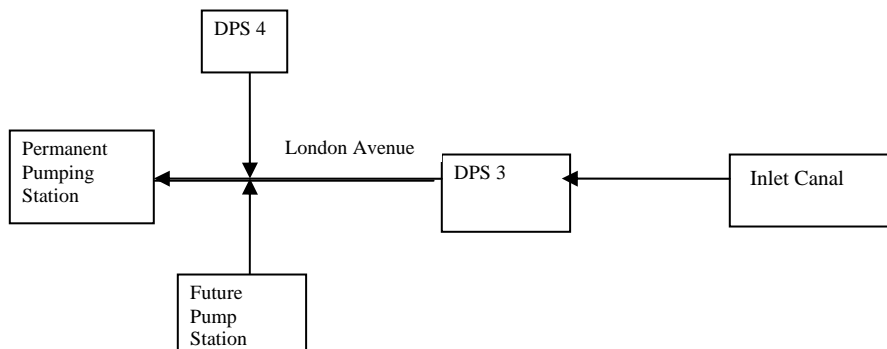 DPS 4
London Avenue
Permanent
Pumping
Station
DPS 3
Inlet Canal
Future
Pump
Station